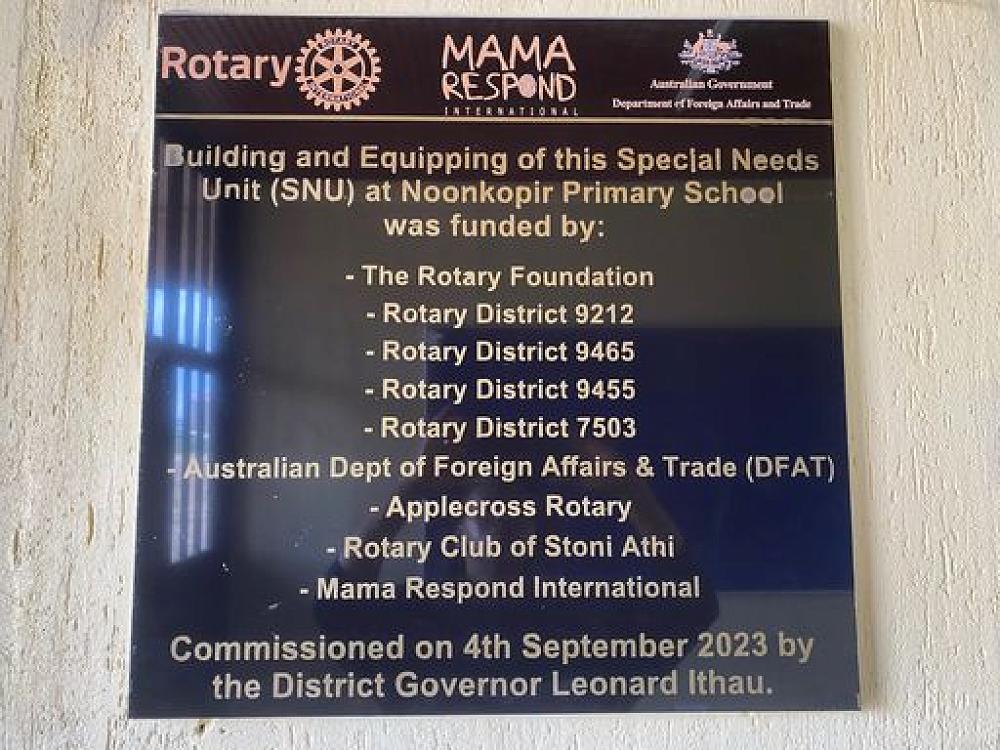 Rotary
MAMA
RESPOND
INTERNATIONAL
Australian Government
Department of Foreign Affairs and Trade
Building and Equipping of this Special Needs
Unit (SNU) at Noonkopir Primary School
was funded by:
- The Rotary Foundation
- Rotary District 9212
- Rotary District 9465
- Rotary District 9455
- Rotary District 7503
- Australian Dept of Foreign Affairs & Trade (DFAT)
- Applecross Rotary
- Rotary Club of Stoni Athi
- Mama Respond International
Commissioned on 4th September 2023 by
the District Governor Leonard Ithau.